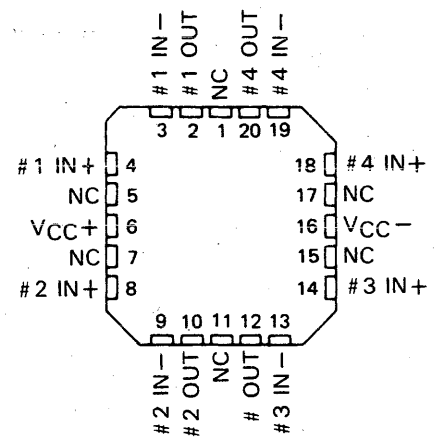 #1 IN−
#1 OUT
NC
#4 OUT
#4 IN−
3 2 1 20 19
#1 IN+ 4
NC 5
VCC+ 6
NC 7
#2 IN+ 8
18 #4 IN+
17 NC
16 VCC−
15 NC
14 #3 IN+
9 10 11 12 13
#2 IN−
#2 OUT
NC
# OUT
#3 IN−